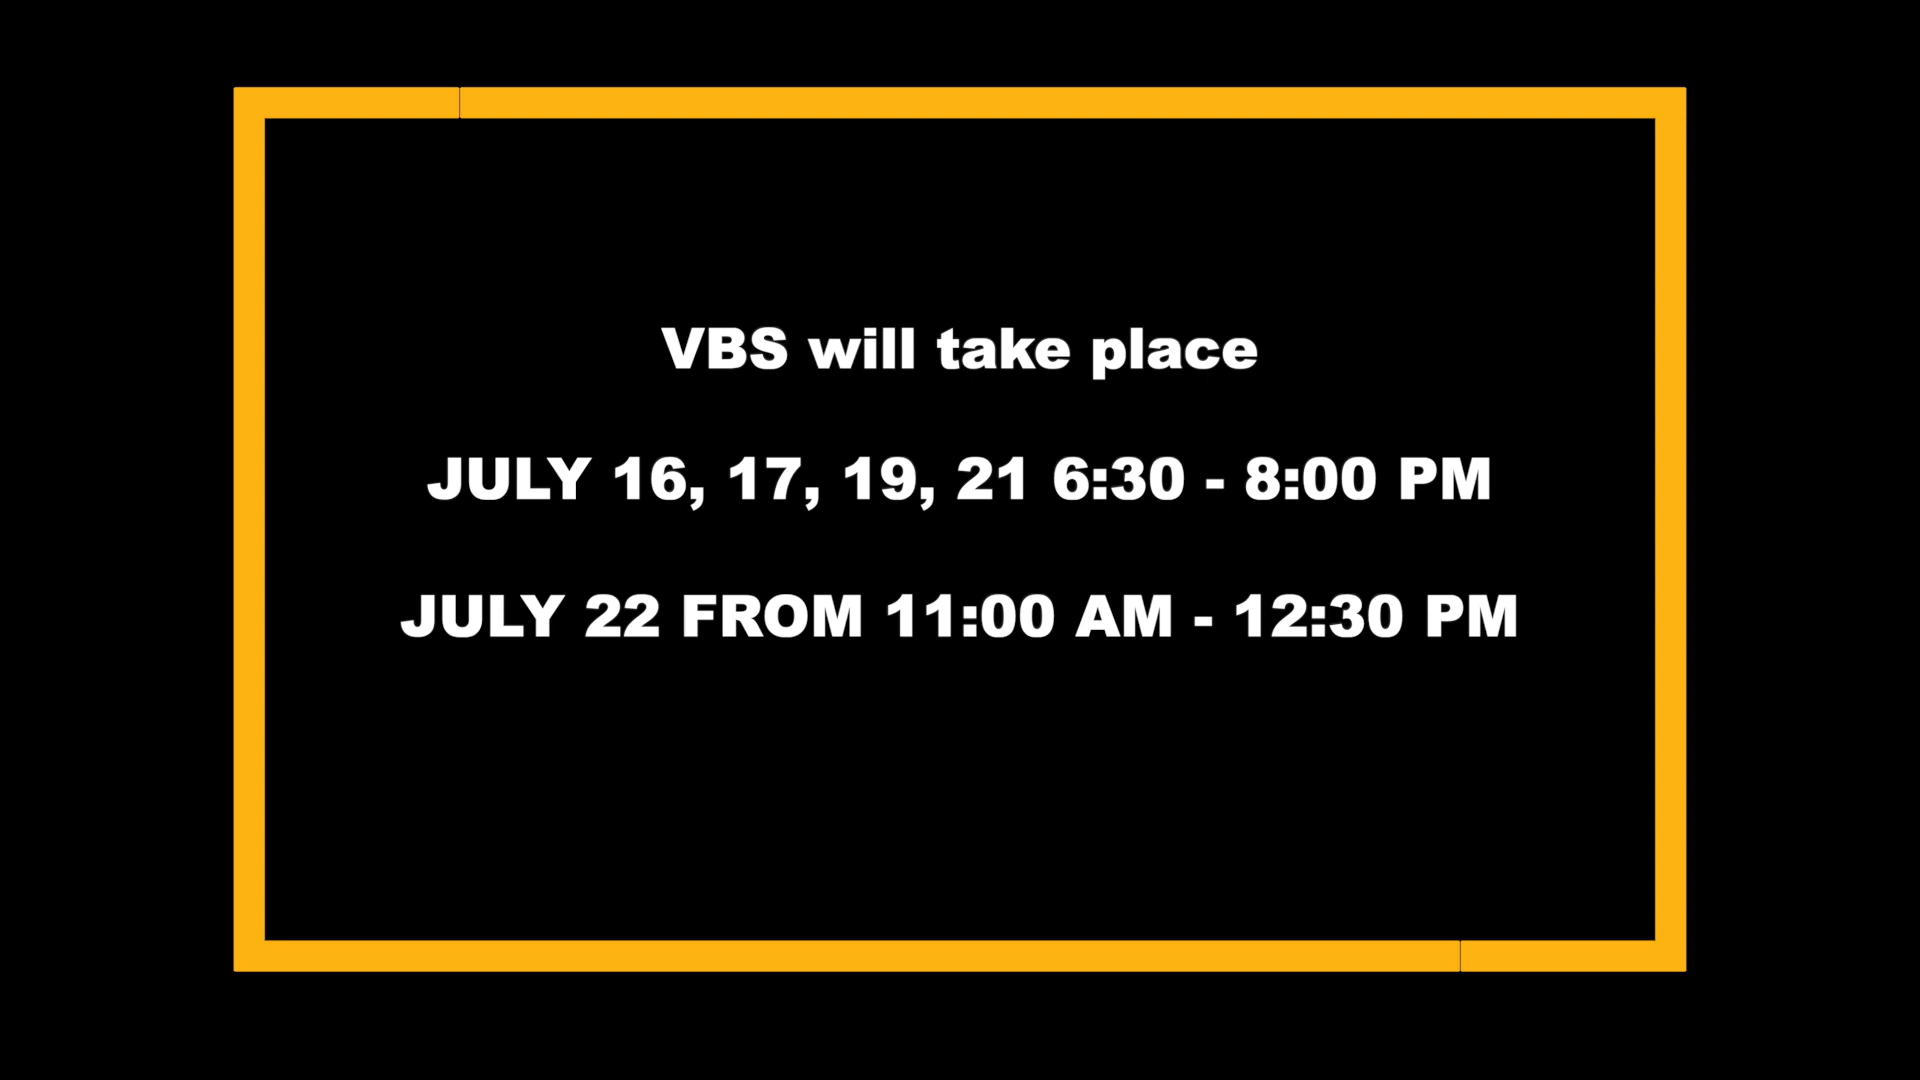 VBS will take place
JULY 16, 17, 19, 21 6:30 - 8:00 PM
JULY 22 FROM 11:00 AM - 12:30 PM